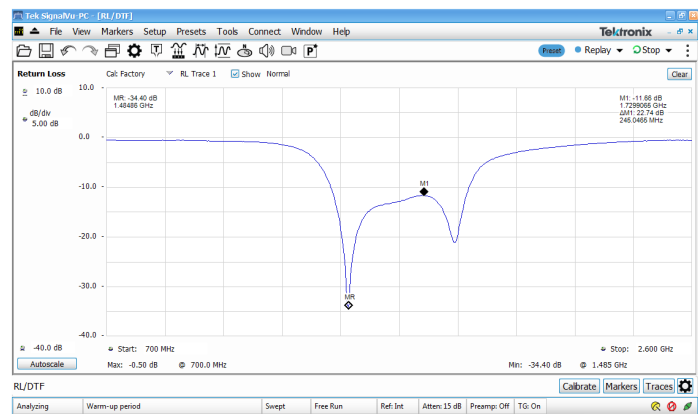 Tek SignalVu-PC - [RL/DTF]
File View Markers Setup Presets Tools Connect Window Help
Tektronix
Preset Replay Stop
Return Loss
Cal: Factory RL Trace 1 Show Normal Clear
10.0 dB
dB/div
5.00 dB
10.0
0.0
-10.0
-20.0
-30.0
-40.0
MR: -34.40 dB
1.48486 GHz
M1: -11.66 dB
1.7299065 GHz
ΔM1: 22.74 dB
245.0465 MHz
M1
MR
-40.0 dB
Autoscale
Start: 700 MHz
Stop: 2.600 GHz
Max: -0.50 dB @ 700.0 MHz
Min: -34.40 dB @ 1.485 GHz
RL/DTF
Calibrate Markers Traces
Analyzing Warm-up period Swept Free Run Ref: Int Atten: 15 dB Preamp: Off TG: On